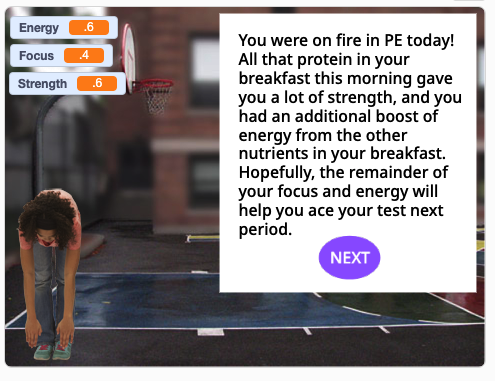 Energy .6
Focus .4
Strength .6
You were on fire in PE today!
All that protein in your
breakfast this morning gave
you a lot of strength, and you
had an additional boost of
energy from the other
nutrients in your breakfast.
Hopefully, the remainder of
your focus and energy will
help you ace your test next
period.
NEXT